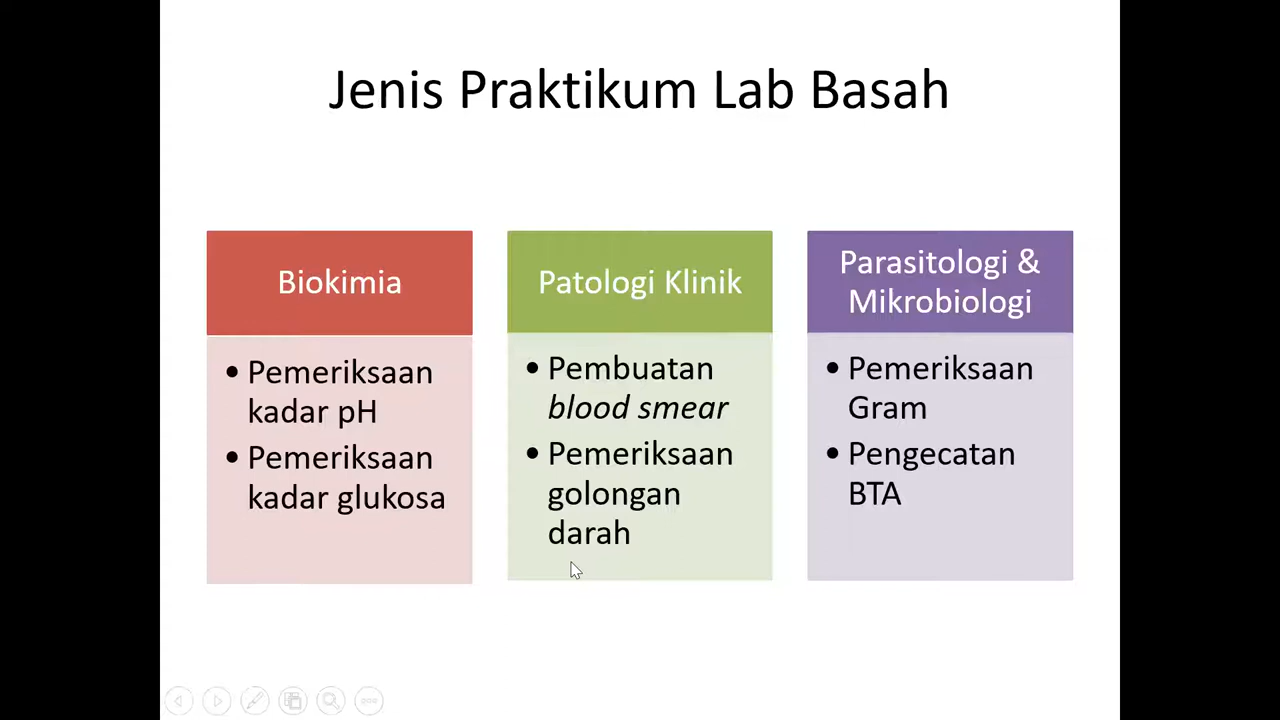 Jenis Praktikum Lab Basah
Biokimia
• Pemeriksaan
kadar pH
• Pemeriksaan
kadar glukosa
Patologi Klinik
• Pembuatan
blood smear
• Pemeriksaan
golongan
darah
Parasitologi &
Mikrobiologi
• Pemeriksaan
Gram
• Pengecatan
BTA